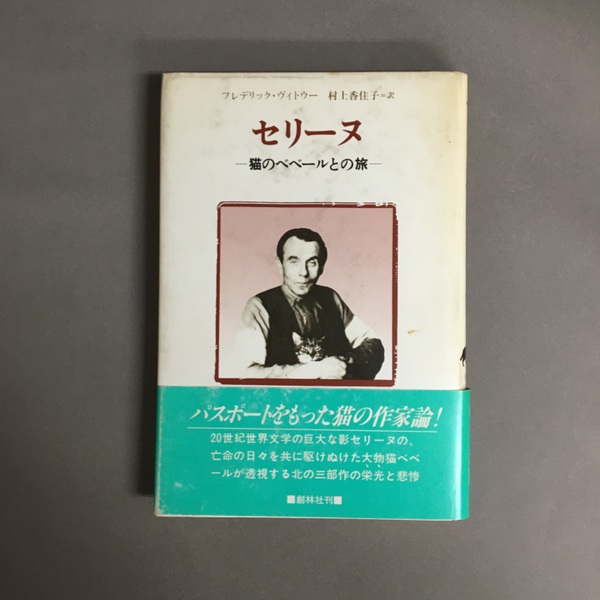 フレデリック・ヴィトゥー 村上香住子=訳
セリーヌ
—猫のベベールとの旅—
パスポートをもった猫の作家論!
20世紀世界文学の巨大な影セリーヌの、
亡命の日々を共に駆けぬけた大物猫ベベ
ールが透視する北の三部作の栄光と悲惨
■創林社刊■